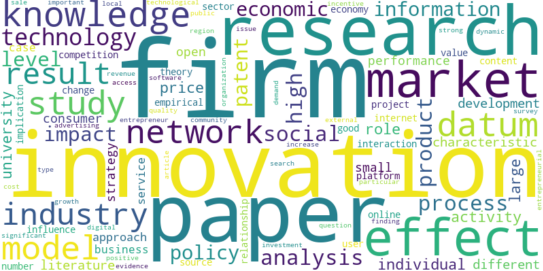 sale important local public sector economic economy information incentive dynamic
knowledge research
technology region issue strong value content
case competition open performance
level revenue software theory patent
result access price firm market
change empirical organization demand project development
university implication study consumer quality high survey
impact entrepreneur community network social good role internet product datum
advertising external interaction characteristic
strategy small large entrepreneurial
innovation
cost type service article search increase platform particular process
industry growth digital paper relationship online finding activity
influence question effect
model significant approach business positive policy investment user
number literature evidence source analysis individual different